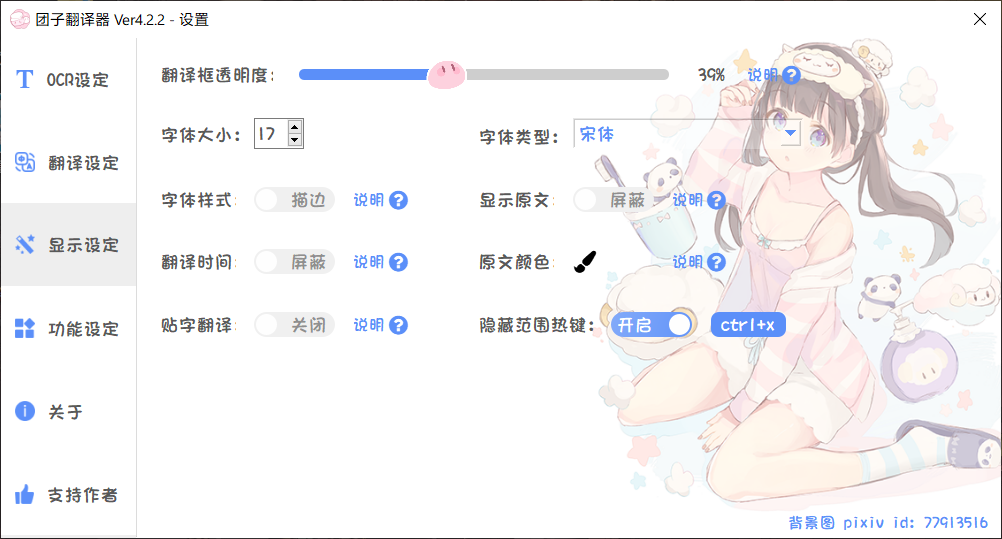 团子翻译器 Ver4.2.2 - 设置
OCR设定
翻译设定
显示设定
功能设定
关于
支持作者
翻译框透明度: 39% 说明
字体大小: 17 字体类型: 宋体
字体样式: 描边 说明 显示原文: 屏蔽 说明
翻译时间: 屏蔽 说明 原文颜色: 说明
贴字翻译: 关闭 说明 隐藏范围热键: 开启 ctrl+x
背景图 pixiv id: 77913516